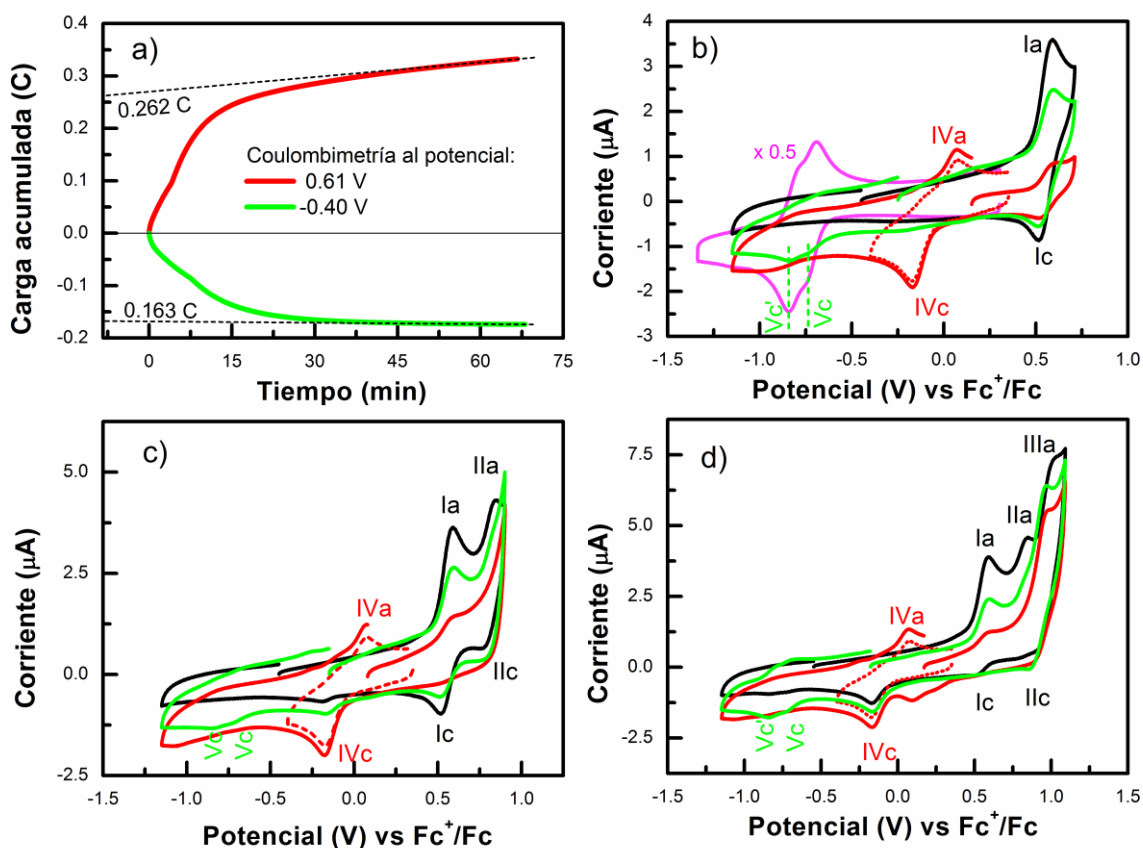 a)
Carga acumulada (C)
0.4
0.3
0.2
0.1
0.0
-0.1
-0.2
0.262 C
Coulombimetría al potencial:
0.61 V
-0.40 V
0.163 C
0
15
30
45
60
75
Tiempo (min)
b)
Corriente (µA)
4
3
2
1
0
-1
-2
-3
Ia
x 0.5
IVa
Ic
IVc
Vc'
Vc
-1.5
-1.0
-0.5
0.0
0.5
1.0
Potencial (V) vs Fc⁺/Fc
c)
Corriente (µA)
5.0
2.5
0.0
-2.5
IIa
Ia
IVa
IIc
Ic
IVc
Vc'
Vc
-1.5
-1.0
-0.5
0.0
0.5
1.0
Potencial (V) vs Fc⁺/Fc
d)
Corriente (µA)
7.5
5.0
2.5
0.0
-2.5
IIIa
IIa
Ia
IVa
Ic
IIc
IVc
Vc'
Vc
-1.5
-1.0
-0.5
0.0
0.5
1.0
1.5
Potencial (V) vs Fc⁺/Fc